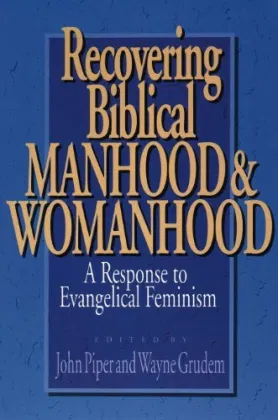 Recovering
Biblical
MANHOOD &
WOMANHOOD
A Response to
Evangelical Feminism
EDITED BY
John Piper and Wayne Grudem